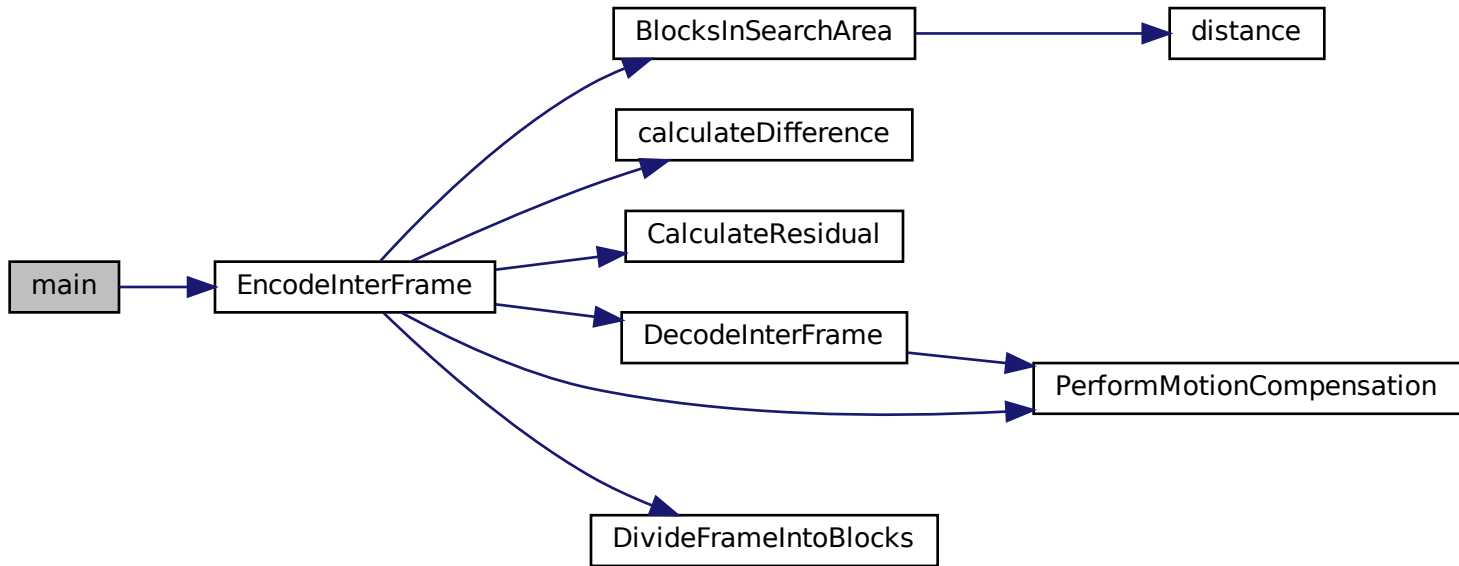 BlocksInSearchArea
distance
calculateDifference
CalculateResidual
main
EncodeInterFrame
DecodeInterFrame
PerformMotionCompensation
DivideFrameIntoBlocks